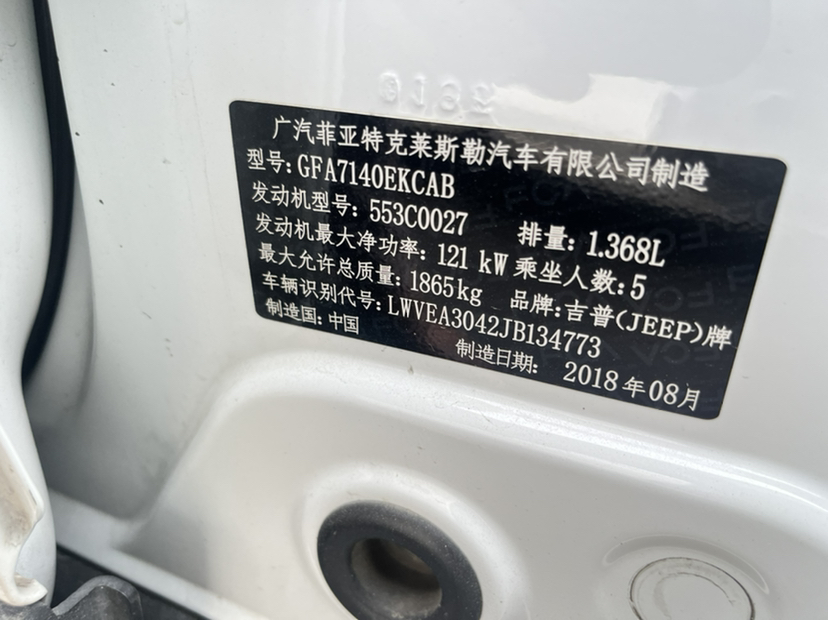 0132
广汽菲亚特克莱斯勒汽车有限公司制造
型号: GFA7140EKCAB
发动机型号: 553C0027 排量: 1.368L
发动机最大净功率: 121 kW 乘坐人数: 5
最大允许总质量: 1865kg 品牌: 吉普(JEEP)牌
车辆识别代号: LWVEA3042JB134773
制造国: 中国 制造日期: 2018年08月